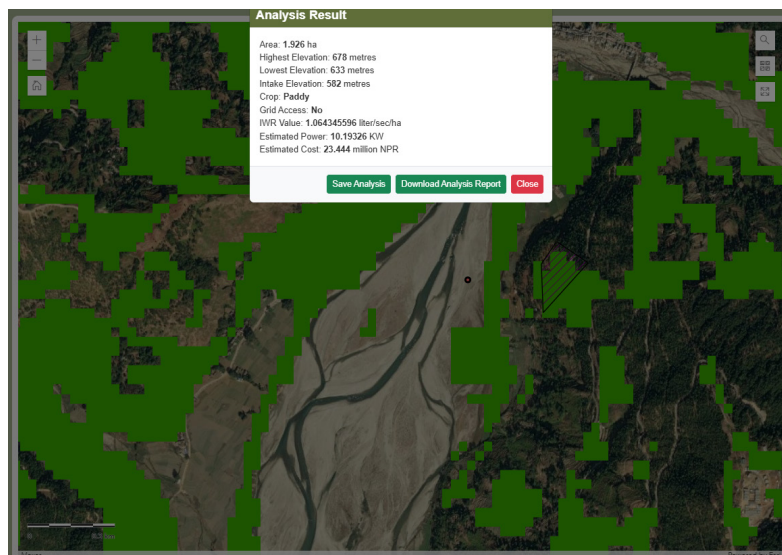 Analysis Result
Area: 1.926 ha
Highest Elevation: 678 metres
Lowest Elevation: 633 metres
Intake Elevation: 582 metres
Crop: Paddy
Grid Access: No
IWR Value: 1.064345596 liter/sec/ha
Estimated Power: 10.19326 KW
Estimated Cost: 23.444 million NPR
Save Analysis Download Analysis Report Close